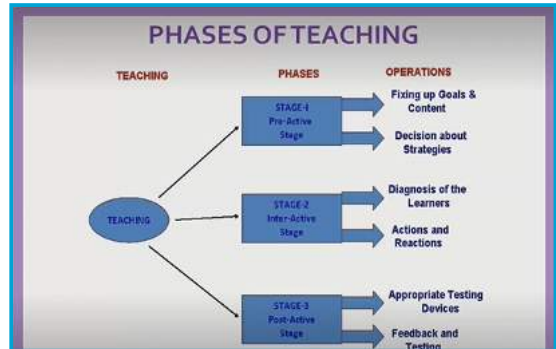 PHASES OF TEACHING
TEACHING
PHASES
OPERATIONS
STAGE-1
Pre-Active
Stage
Fixing up Goals &
Content
Decision about
Strategies
TEACHING
STAGE-2
Inter-Active
Stage
Diagnosis of the
Learners
Actions and
Reactions
STAGE-3
Post-Active
Stage
Appropriate Testing
Devices
Feedback and
Testing